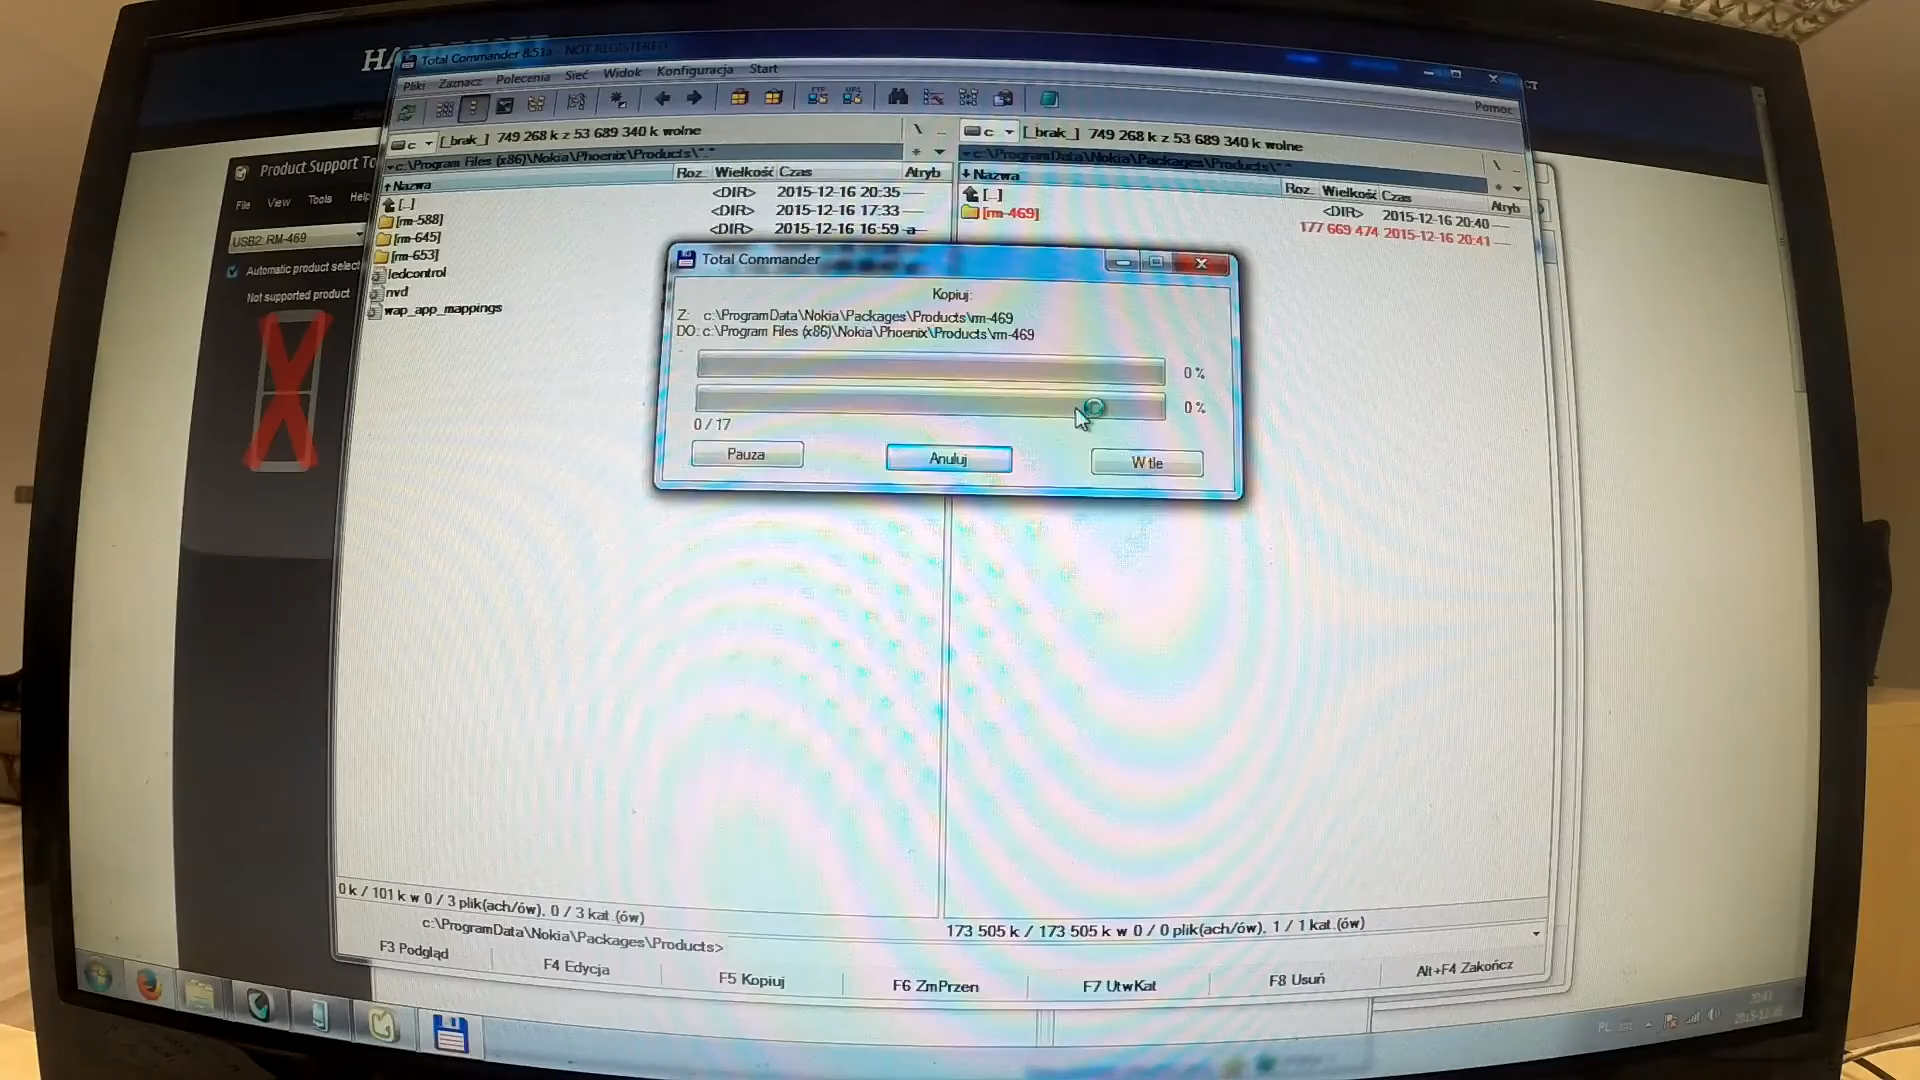 HA
Total Commander 8.51a - NOT REGISTERED
Pliki Zaznacz Polecenia Sieć Widok Konfiguracja Start
Pomoc
FTP URL
c [_brak_] 749 268 k z 53 689 340 k wolne \ ..
c [_brak_] 749 268 k z 53 689 340 k wolne \ ..
c:\Program Files (x86)\Nokia\Phoenix\Products\*.*
c:\ProgramData\Nokia\Packages\Products\*.*
Nazwa Roz. Wielkość Czas Atryb
[..] <DIR> 2015-12-16 20:35 ----
[rm-588] <DIR> 2015-12-16 17:33 ----
[rm-645] <DIR> 2015-12-16 16:59 -a--
[rm-653]
ledcontrol
nvd
wap_app_mappings
Nazwa Roz. Wielkość Czas Atryb
[..] <DIR> 2015-12-16 20:40 ----
[rm-469] 177 669 474 2015-12-16 20:41 ----
Product Support To
File View Tools Help
USB2: RM-469
Automatic product select
Not supported product
Total Commander
Kopiuj:
Z: c:\ProgramData\Nokia\Packages\Products\rm-469
DO: c:\Program Files (x86)\Nokia\Phoenix\Products\rm-469
0 %
0 %
0 / 17
Pauza Anuluj W tle
0 k / 101 k w 0 / 3 plik(ach/ów), 0 / 3 kat.(ów)
173 505 k / 173 505 k w 0 / 0 plik(ach/ów), 1 / 1 kat.(ów)
c:\ProgramData\Nokia\Packages\Products>
F3 Podgląd F4 Edycja F5 Kopiuj F6 ZmPrzen F7 UtwKat F8 Usuń Alt+F4 Zakończ
PL
20:43